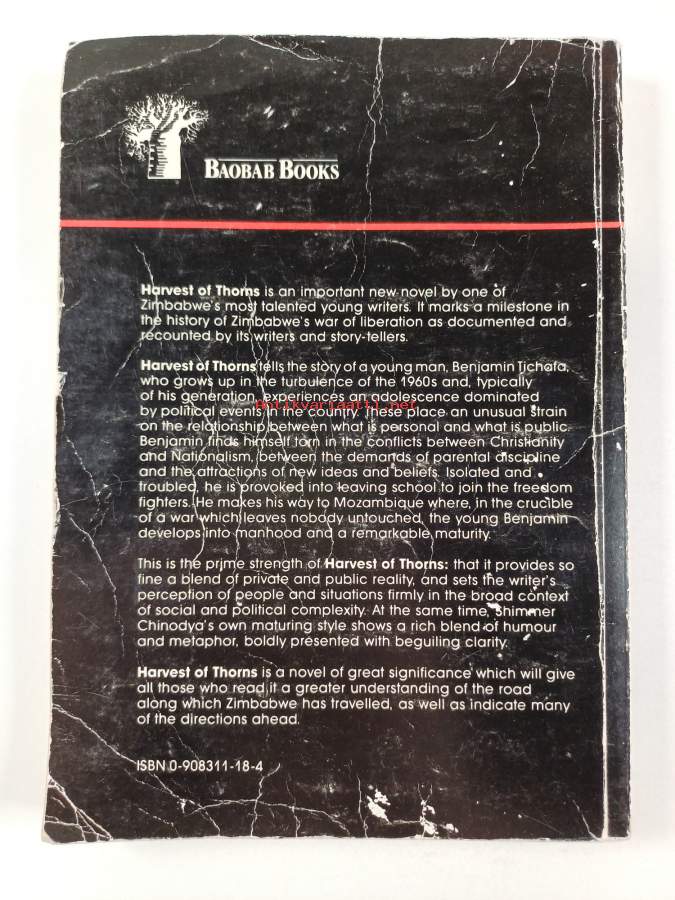 BAOBAB BOOKS
Harvest of Thorns is an important new novel by one of
Zimbabwe's most talented young writers. It marks a milestone in
the history of Zimbabwe's war of liberation as documented and
recounted by its writers and story-tellers.
Harvest of Thorns tells the story of a young man, Benjamin Tichafa,
who grows up in the turbulence of the 1960s and, typically
of his generation, experiences an adolescence dominated
antikvariaatti.net
by political events in the country. These place an unusual strain
on the relationship between what is personal and what is public.
Benjamin finds himself torn in the conflicts between Christianity
and Nationalism, between the demands of parental discipline
and the attractions of new ideas and beliefs. Isolated and
troubled, he is provoked into leaving school to join the freedom
fighters. He makes his way to Mozambique where, in the crucible
of a war which leaves nobody untouched, the young Benjamin
develops into manhood and a remarkable maturity.
This is the prime strength of Harvest of Thorns: that it provides so
fine a blend of private and public reality, and sets the writer's
perception of people and situations firmly in the broad context
of social and political complexity. At the same time, Shimmer
Chinodya's own maturing style shows a rich blend of humour
and metaphor, boldly presented with beguiling clarity.
Harvest of Thorns is a novel of great significance which will give
all those who read it a greater understanding of the road
along which Zimbabwe has travelled, as well as indicate many
of the directions ahead.
ISBN 0-908311-18-4